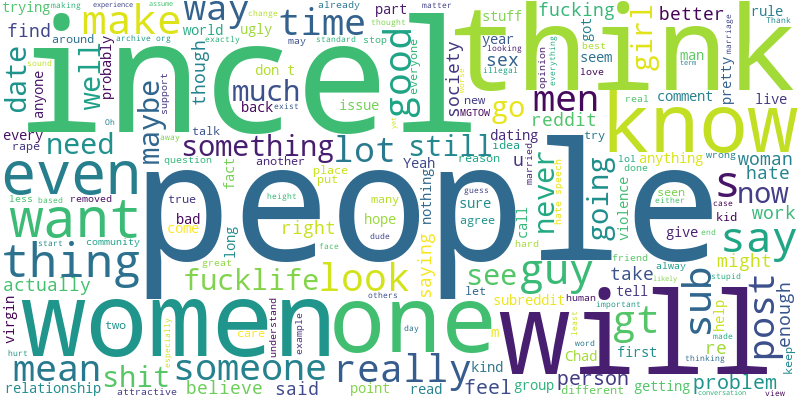 trying making experience assume way already part stuff fucking better rule
change thought matter Thank
find make time year got
around archive org world ugly may exactly looking best everything
though probably standard stop everyone seem man term
date anyone well sound incel don t good society sex illegal think girl pretty marriage
Oh support exist issue opinion love
maybe much back new men go MGTOW comment real live
need every away talk yet reddit know
rape something lot still dating idea try
question another Yeah u reason anything wrong woman
even fact place put never going lol done hate
less based removed people nothing violence seen either case s now
true many guess hate speech kid
want bad height hope sure agree call give end work
come dude right hard
thing start community long face saying friend alway say
great
actually fucklife look see guy take likely stupid might
virgin others let tell
women one subreddit human important will sub post enough
two care m gt help
hurt especially understand example day word least first re made keep
mean shit someone really kind Chad person thinking problem
relationship believe said point read feel group different getting conversation view
attractive